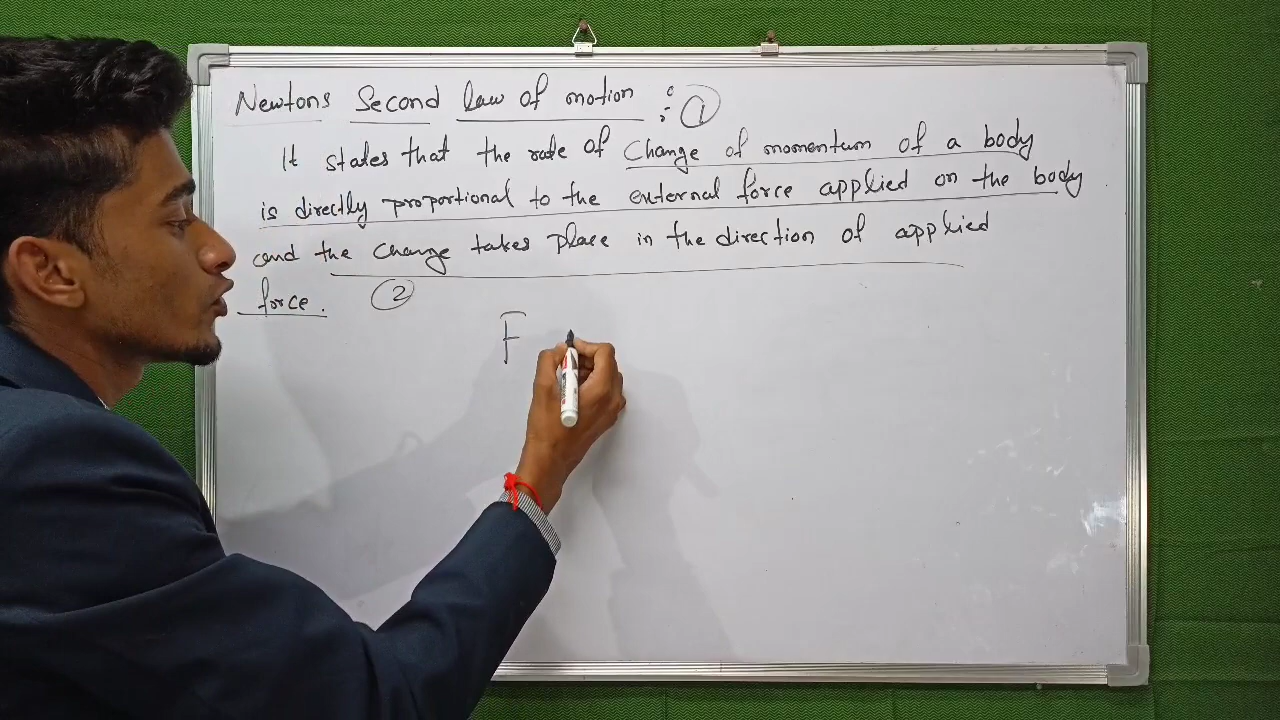 Newtons Second law of motion :- 1
It states that the rate of Change of momentum of a body
is directly proportional to the external force applied on the body
and the change takes place in the direction of applied
force. 2
F